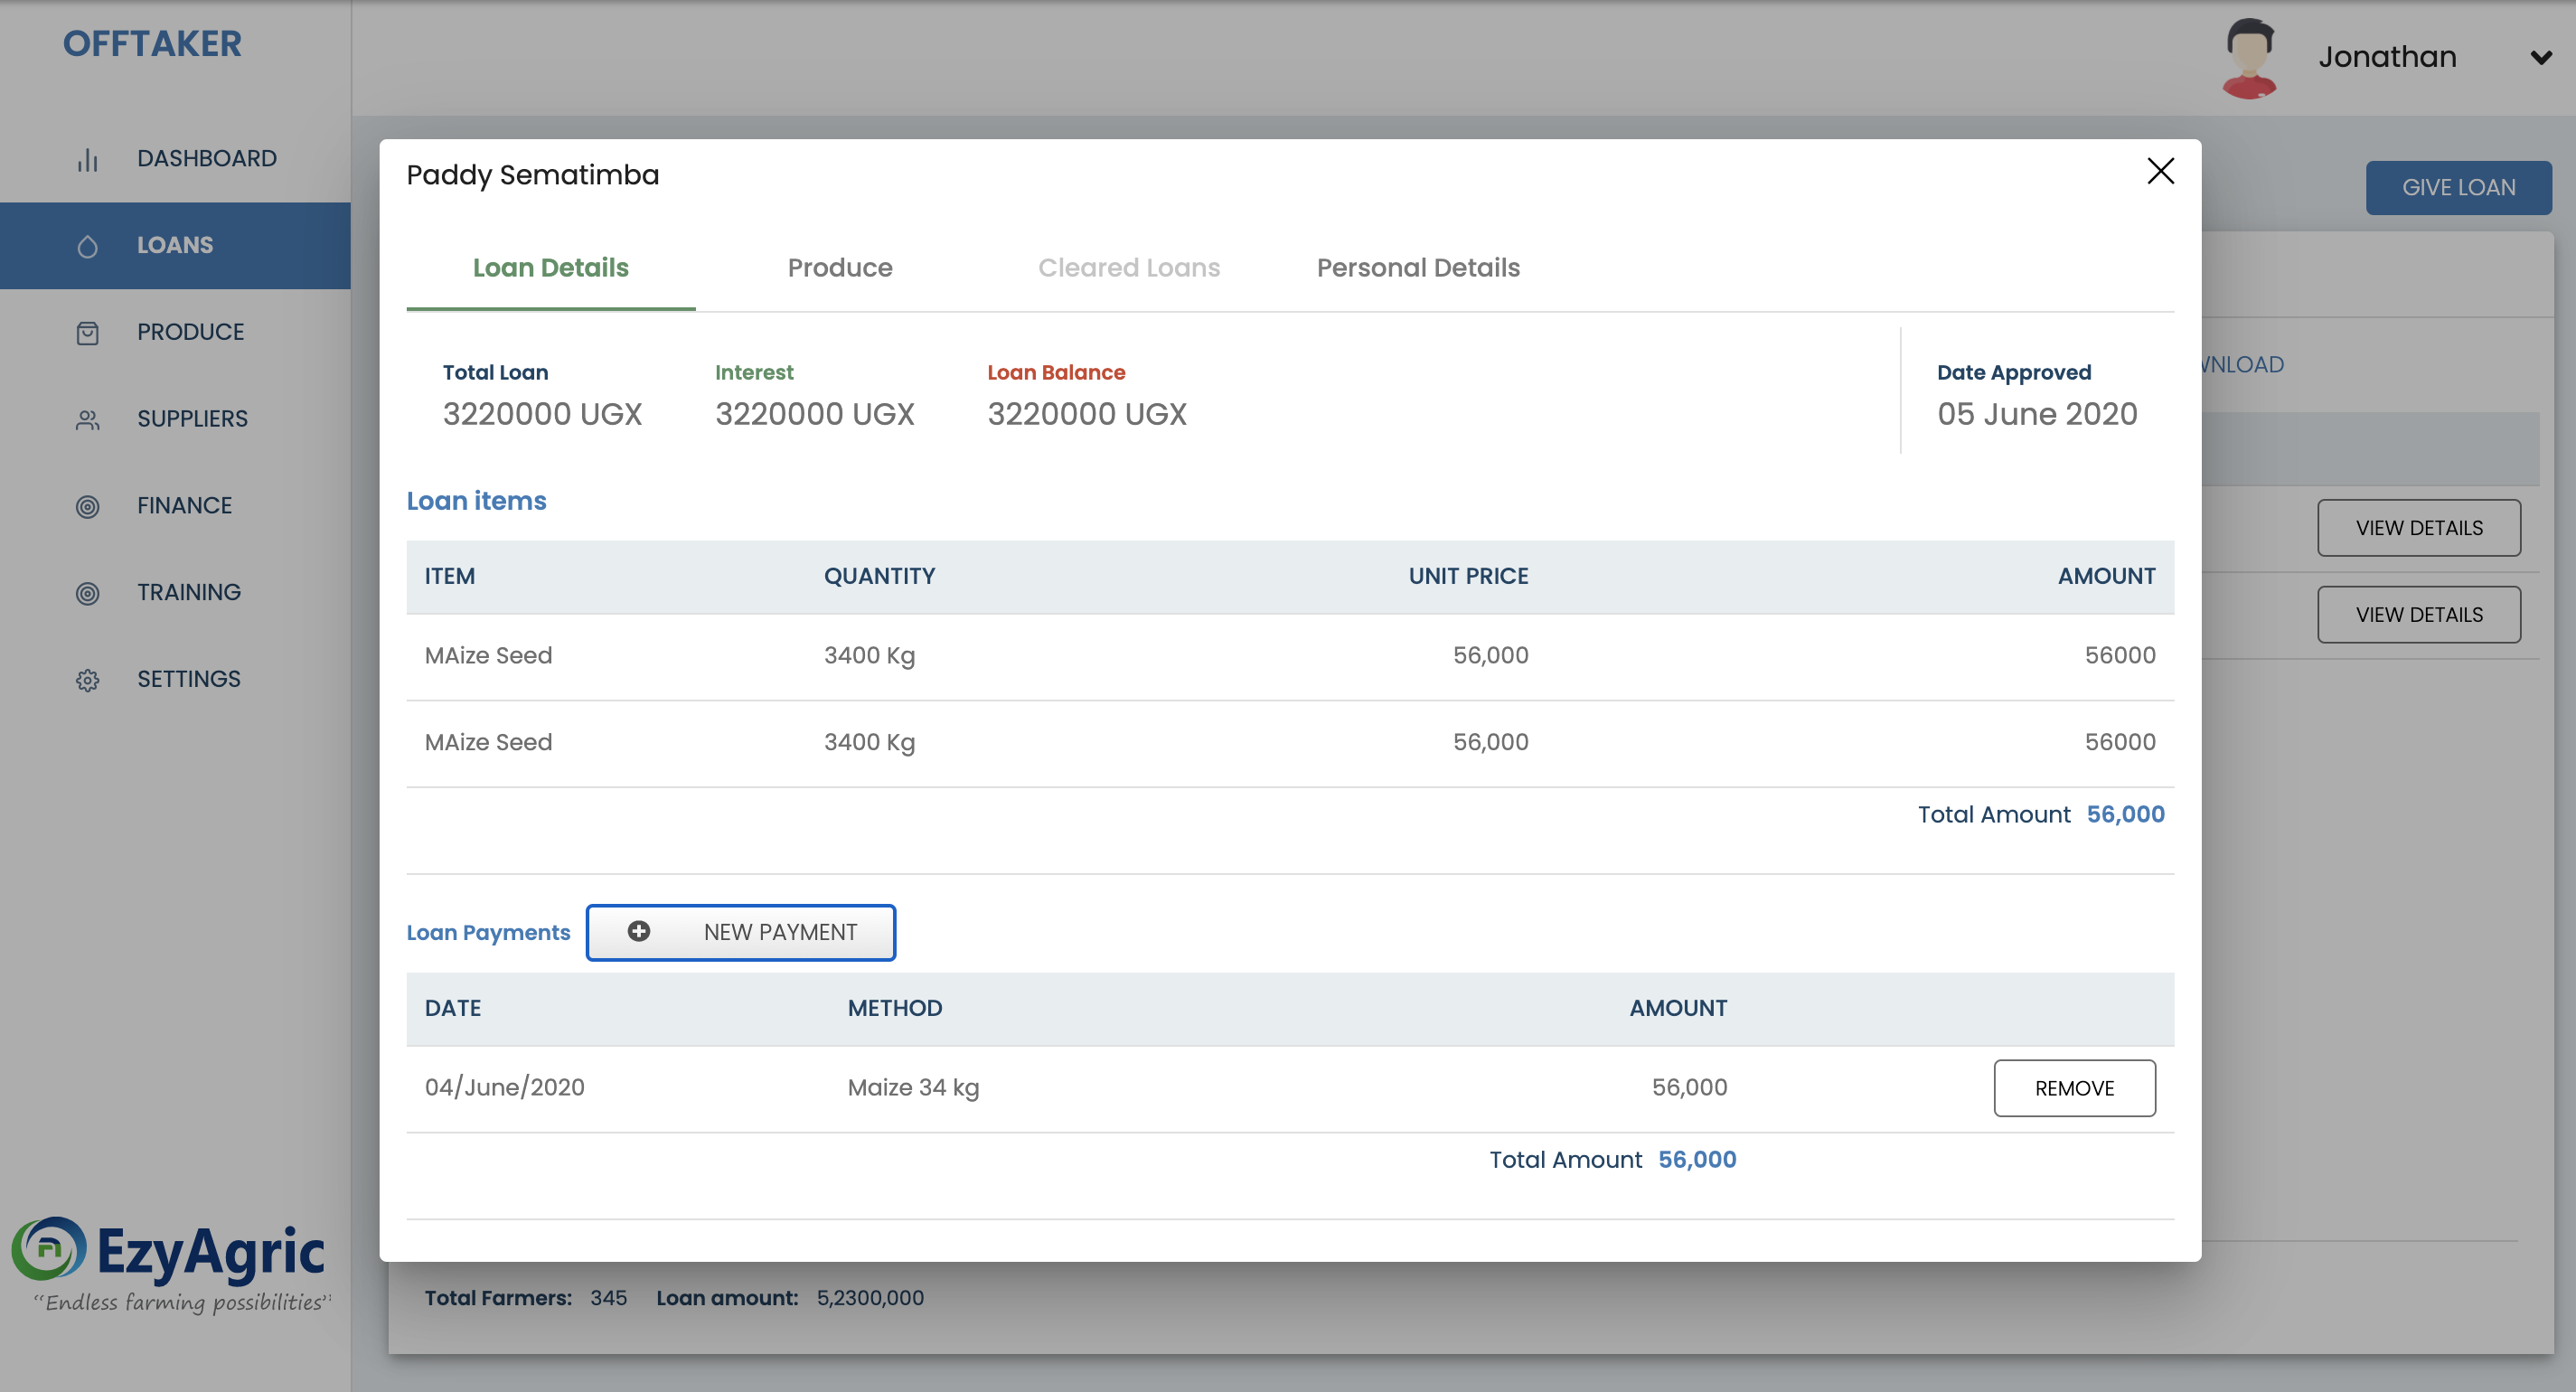 OFFTAKER
Jonathan
DASHBOARD
LOANS
PRODUCE
SUPPLIERS
FINANCE
TRAINING
SETTINGS
EzyAgric
“Endless farming possibilities”
GIVE LOAN
Paddy Sematimba
Loan Details Produce Cleared Loans Personal Details
Total Loan Interest Loan Balance Date Approved
3220000 UGX 3220000 UGX 3220000 UGX 05 June 2020
Loan items
ITEM QUANTITY UNIT PRICE AMOUNT
MAize Seed 3400 Kg 56,000 56000
MAize Seed 3400 Kg 56,000 56000
Total Amount 56,000
Loan Payments NEW PAYMENT
DATE METHOD AMOUNT
04/June/2020 Maize 34 kg 56,000 REMOVE
Total Amount 56,000
VIEW DETAILS
VIEW DETAILS
Total Farmers: 345 Loan amount: 5,2300,000